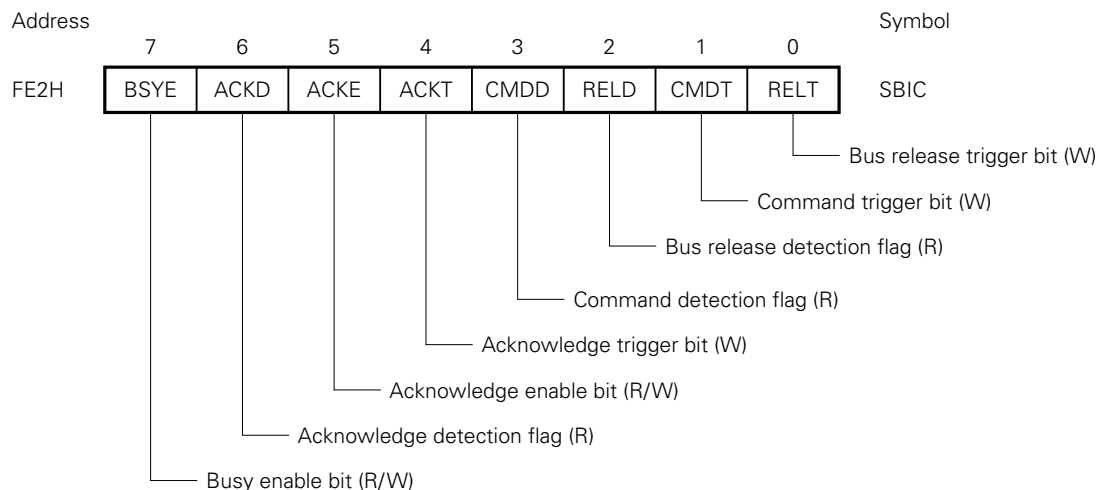 Address Symbol
7 6 5 4 3 2 1 0
FE2H BSYE ACKD ACKE ACKT CMDD RELD CMDT RELT SBIC
Bus release trigger bit (W)
Command trigger bit (W)
Bus release detection flag (R)
Command detection flag (R)
Acknowledge trigger bit (W)
Acknowledge enable bit (R/W)
Acknowledge detection flag (R)
Busy enable bit (R/W)